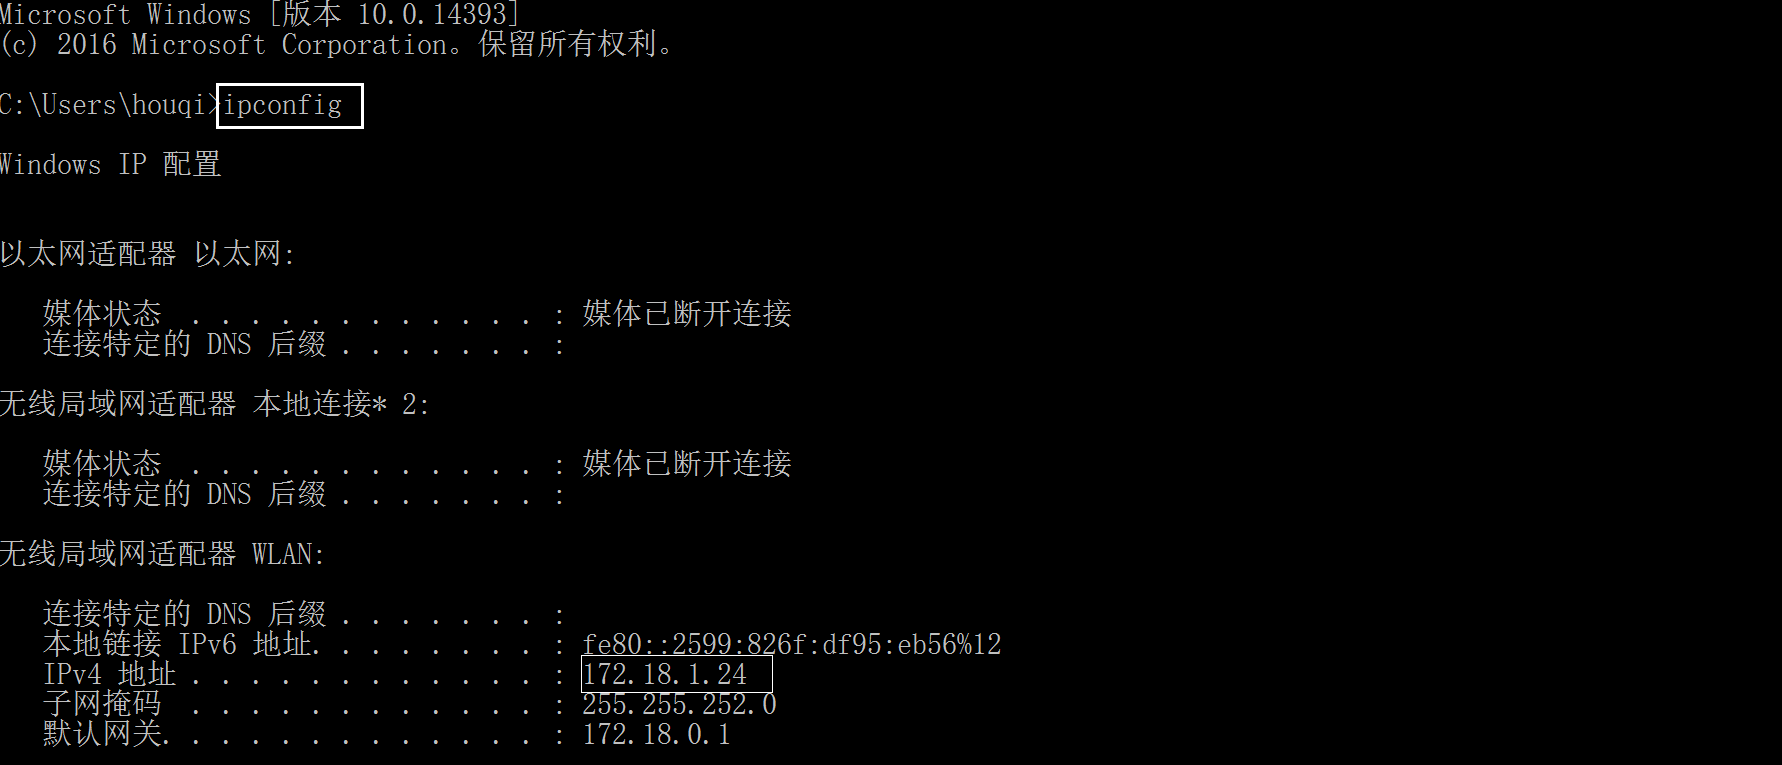 Microsoft Windows [版本 10.0.14393]
(c) 2016 Microsoft Corporation。保留所有权利。
C:\Users\houqi>ipconfig
Windows IP 配置
以太网适配器 以太网:
媒体状态  . . . . . . . . . . . . : 媒体已断开连接
连接特定的 DNS 后缀 . . . . . . . :
无线局域网适配器 本地连接* 2:
媒体状态  . . . . . . . . . . . . : 媒体已断开连接
连接特定的 DNS 后缀 . . . . . . . :
无线局域网适配器 WLAN:
连接特定的 DNS 后缀 . . . . . . . :
本地链接 IPv6 地址. . . . . . . . : fe80::2599:826f:df95:eb56%12
IPv4 地址 . . . . . . . . . . . . : 172.18.1.24
子网掩码  . . . . . . . . . . . . : 255.255.252.0
默认网关. . . . . . . . . . . . . : 172.18.0.1